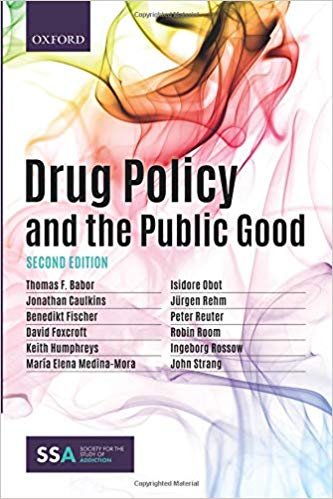 OXFORD
Drug Policy
and the Public Good
SECOND EDITION
Thomas F. Babor
Jonathan Caulkins
Benedikt Fischer
David Foxcroft
Keith Humphreys
María Elena Medina-Mora
Isidore Obot
Jürgen Rehm
Peter Reuter
Robin Room
Ingeborg Rossow
John Strang
SSA
SOCIETY FOR THE
STUDY OF
ADDICTION
Copyrighted Material
Copyrighted Material